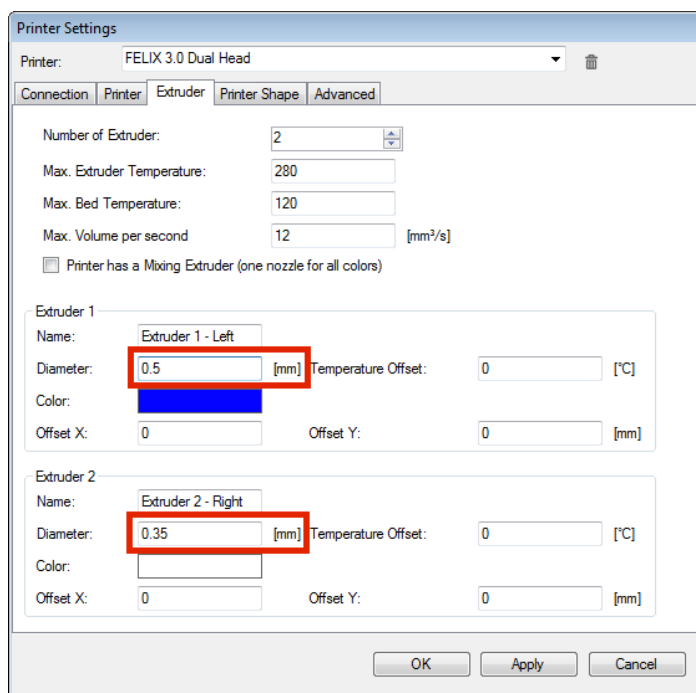 Printer Settings
Printer: FELIX 3.0 Dual Head
Connection Printer Extruder Printer Shape Advanced
Number of Extruder: 2
Max. Extruder Temperature: 280
Max. Bed Temperature: 120
Max. Volume per second 12 [mm³/s]
Printer has a Mixing Extruder (one nozzle for all colors)
Extruder 1
Name: Extruder 1 - Left
Diameter: 0.5 [mm] Temperature Offset: 0 [°C]
Color:
Offset X: 0 Offset Y: 0 [mm]
Extruder 2
Name: Extruder 2 - Right
Diameter: 0.35 [mm] Temperature Offset: 0 [°C]
Color:
Offset X: 0 Offset Y: 0 [mm]
OK Apply Cancel